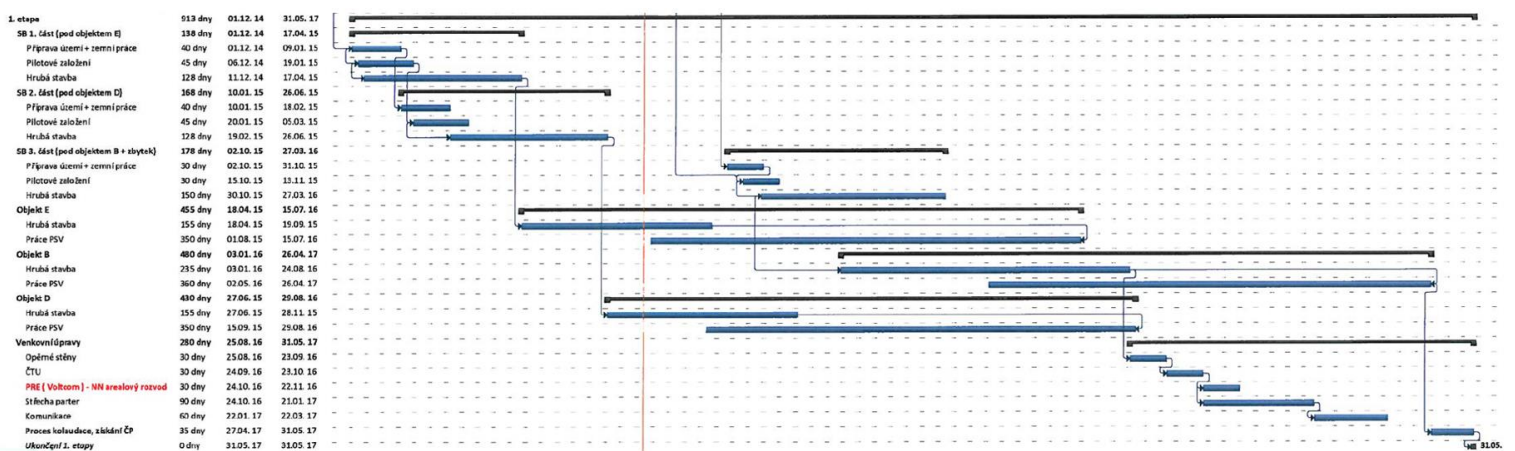 1. etapa 913 dny 01.12. 14 31.05. 17
SB 1. část (pod objektem E) 138 dny 01.12. 14 17.04. 15
Příprava území + zemní práce 40 dny 01.12. 14 09.01. 15
Pilotové založení 45 dny 06.12. 14 19.01. 15
Hrubá stavba 128 dny 11.12. 14 17.04. 15
SB 2. část (pod objektem D) 168 dny 10.01. 15 26.06. 15
Příprava území + zemní práce 40 dny 10.01. 15 18.02. 15
Pilotové založení 45 dny 20.01. 15 05.03. 15
Hrubá stavba 128 dny 19.02. 15 26.06. 15
SB 3. část (pod objektem B + zbytek) 178 dny 02.10. 15 27.03. 16
Příprava území + zemní práce 30 dny 02.10. 15 31.10. 15
Pilotové založení 30 dny 15.10. 15 13.11. 15
Hrubá stavba 150 dny 30.10. 15 27.03. 16
Objekt E 455 dny 18.04. 15 15.07. 16
Hrubá stavba 155 dny 18.04. 15 19.09. 15
Práce PSV 350 dny 01.08. 15 15.07. 16
Objekt B 480 dny 03.01. 16 26.04. 17
Hrubá stavba 235 dny 03.01. 16 24.08. 16
Práce PSV 360 dny 02.05. 16 26.04. 17
Objekt D 430 dny 27.06. 15 29.08. 16
Hrubá stavba 155 dny 27.06. 15 28.11. 15
Práce PSV 350 dny 15.09. 15 29.08. 16
Venkovní úpravy 280 dny 25.08. 16 31.05. 17
Opěrné stěny 30 dny 25.08. 16 23.09. 16
ČTU 30 dny 24.09. 16 23.10. 16
PRE ( Voltcom ) - NN arealový rozvod 30 dny 24.10. 16 22.11. 16
Střecha parter 90 dny 24.10. 16 21.01. 17
Komunikace 60 dny 22.01. 17 22.03. 17
Proces kolaudace, získání ČP 35 dny 27.04. 17 31.05. 17
Ukončení 1. etapy 0 dny 31.05. 17 31.05. 17 31.05.